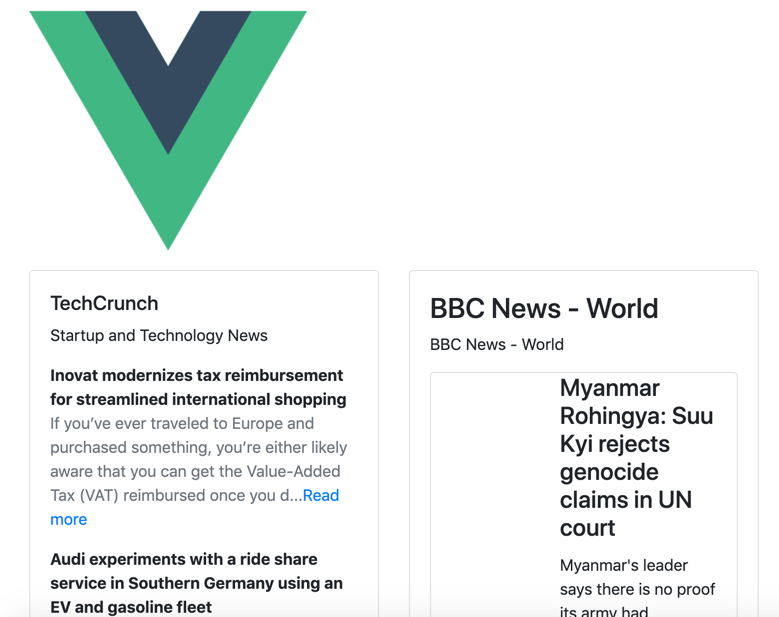 TechCrunch
Startup and Technology News
Inovat modernizes tax reimbursement
for streamlined international shopping
If you’ve ever traveled to Europe and
purchased something, you’re either likely
aware that you can get the Value-Added
Tax (VAT) reimbursed once you d...Read
more
Audi experiments with a ride share
service in Southern Germany using an
EV and gasoline fleet
BBC News - World
BBC News - World
Myanmar
Rohingya: Suu
Kyi rejects
genocide
claims in UN
court
Myanmar's leader
says there is no proof
its army had